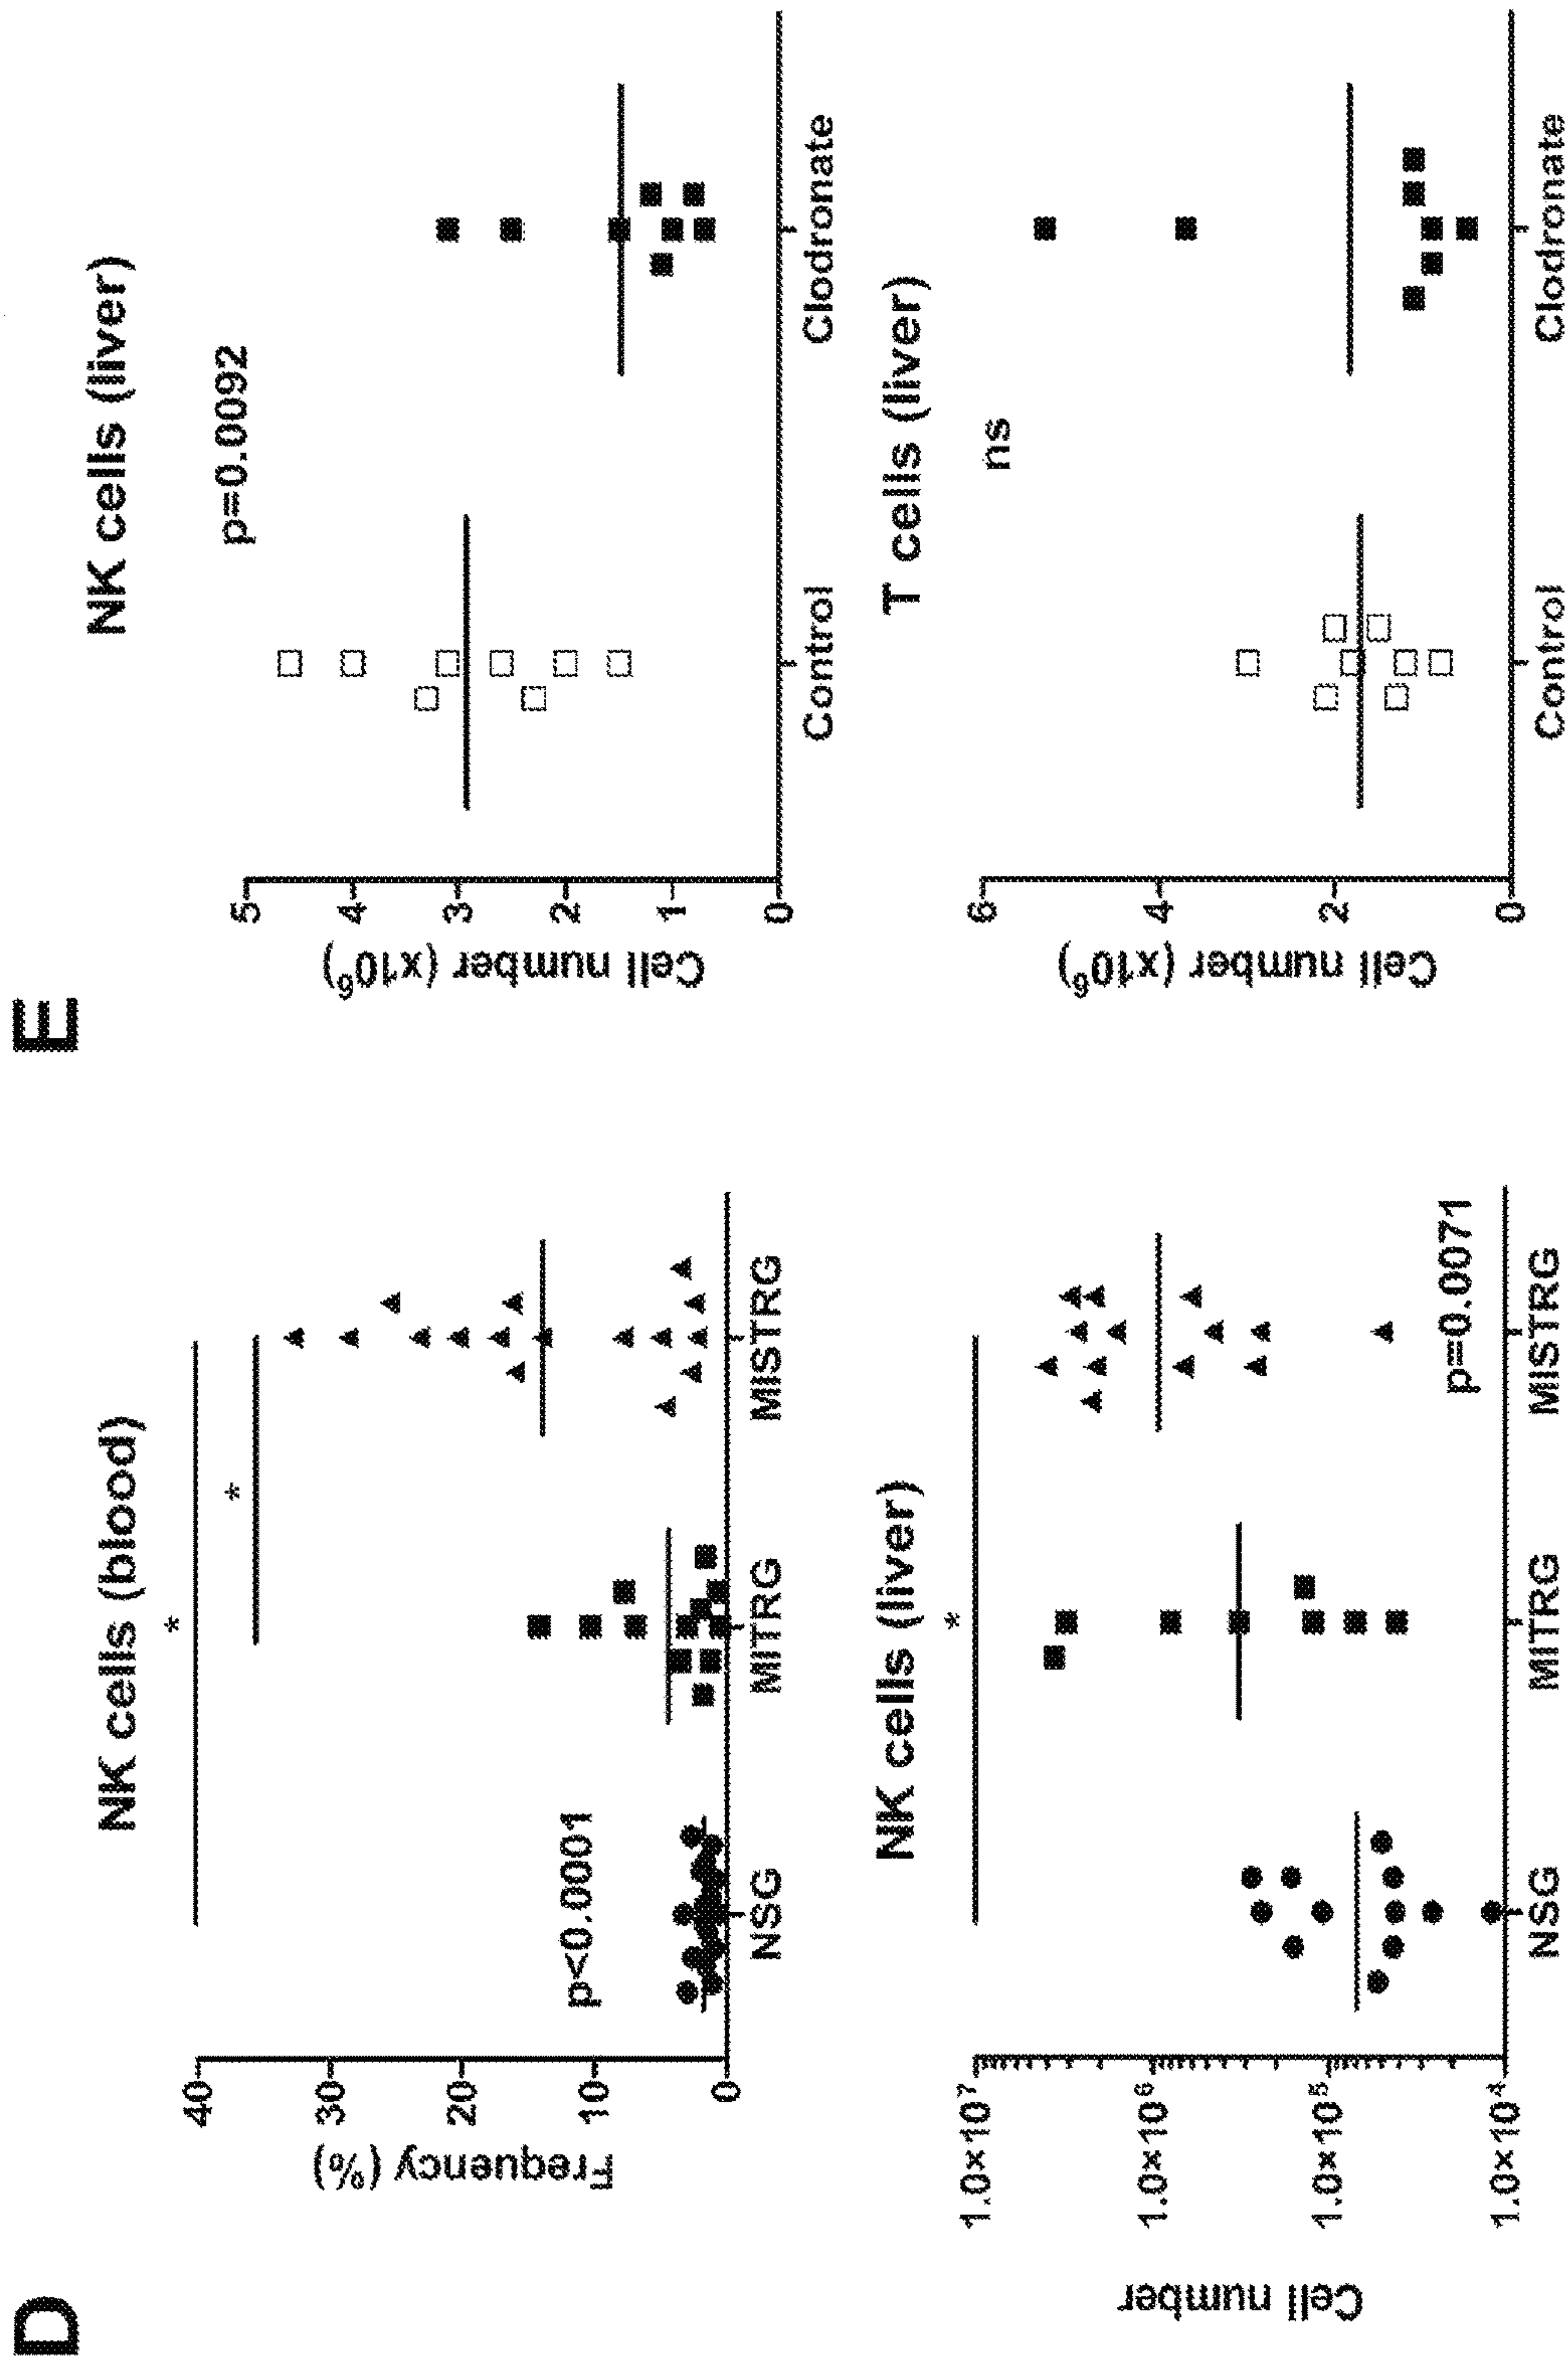 D
NK cells (blood)
*
*
p<0.0001
Frequency (%)
40
30
20
10
0
NSG
MITRG
MISTRG
NK cells (liver)
*
Cell number
1.0×10⁷
1.0×10⁶
1.0×10⁵
1.0×10⁴
p=0.0071
NSG
MITRG
MISTRG
E
NK cells (liver)
p=0.0092
Cell number (x10⁶)
5
4
3
2
1
0
Control
Clodronate
T cells (liver)
ns
Cell number (x10⁶)
6
4
2
0
Control
Clodronate